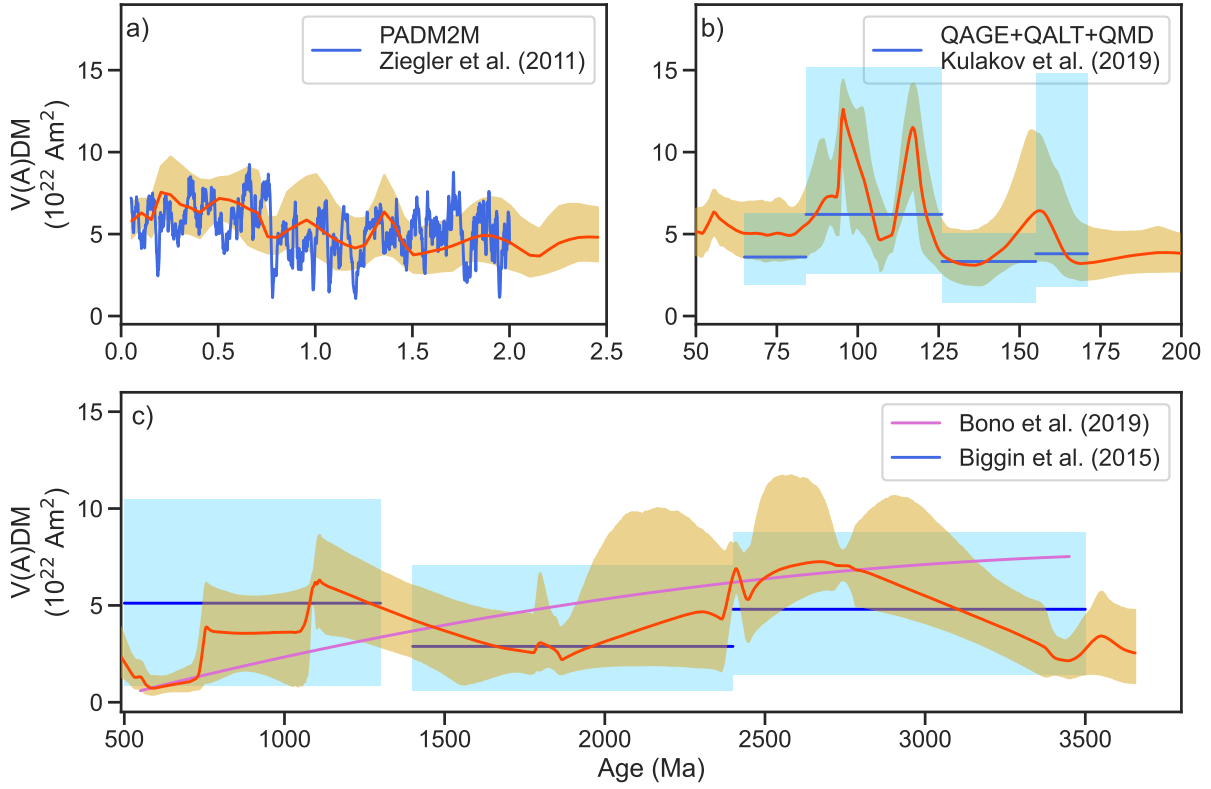 a)
PADM2M
Ziegler et al. (2011)
V(A)DM
(10²² Am²)
15
10
5
0
0.0 0.5 1.0 1.5 2.0 2.5
b)
QAGE+QALT+QMD
Kulakov et al. (2019)
15
10
5
0
50 75 100 125 150 175 200
c)
Bono et al. (2019)
Biggin et al. (2015)
V(A)DM
(10²² Am²)
15
10
5
0
500 1000 1500 2000 2500 3000 3500
Age (Ma)